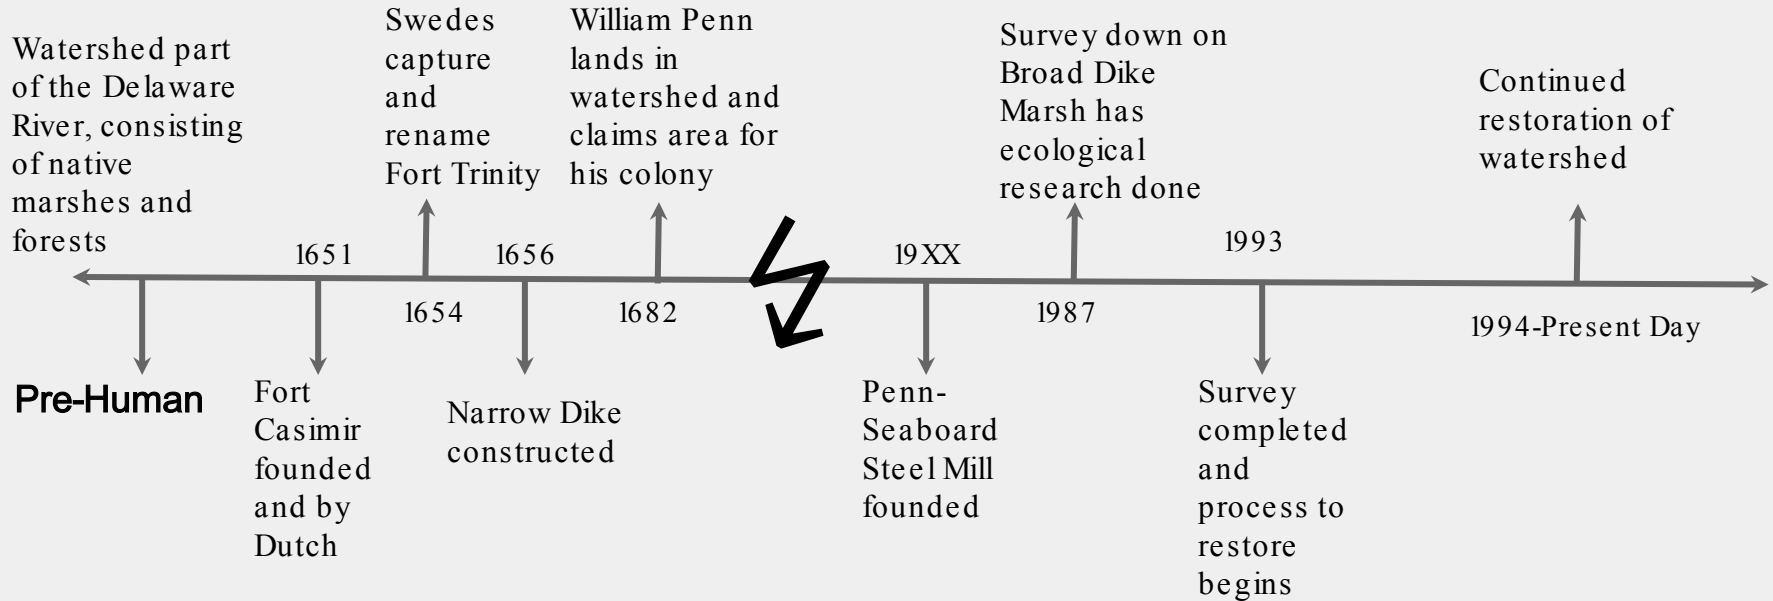 Watershed part
of the Delaware
River, consisting
of native
marshes and
forests
Pre-Human
1651
Fort
Casimir
founded
and by
Dutch
Swedes
capture
and
rename
Fort Trinity
1654
1656
Narrow Dike
constructed
William Penn
lands in
watershed and
claims area for
his colony
1682
19XX
Penn-
Seaboard
Steel Mill
founded
Survey down on
Broad Dike
Marsh has
ecological
research done
1987
1993
Survey
completed
and
process to
restore
begins
Continued
restoration of
watershed
1994-Present Day